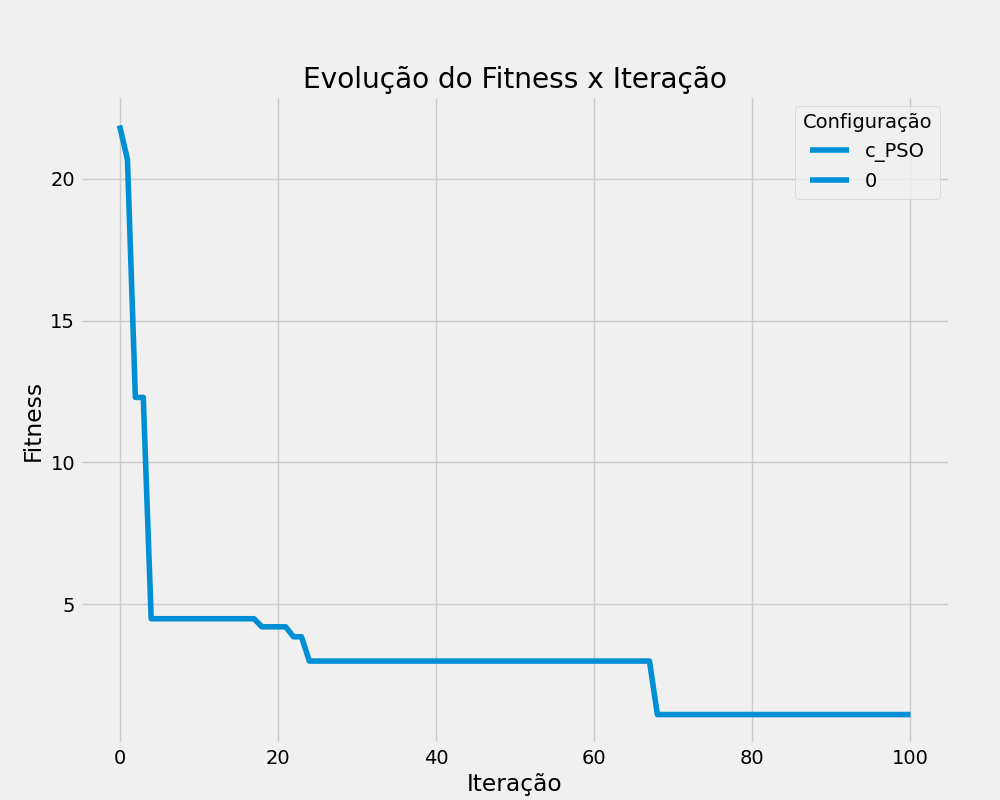 Evolução do Fitness x Iteração
Configuração
c_PSO
0
Fitness
20
15
10
5
0 20 40 60 80 100
Iteração